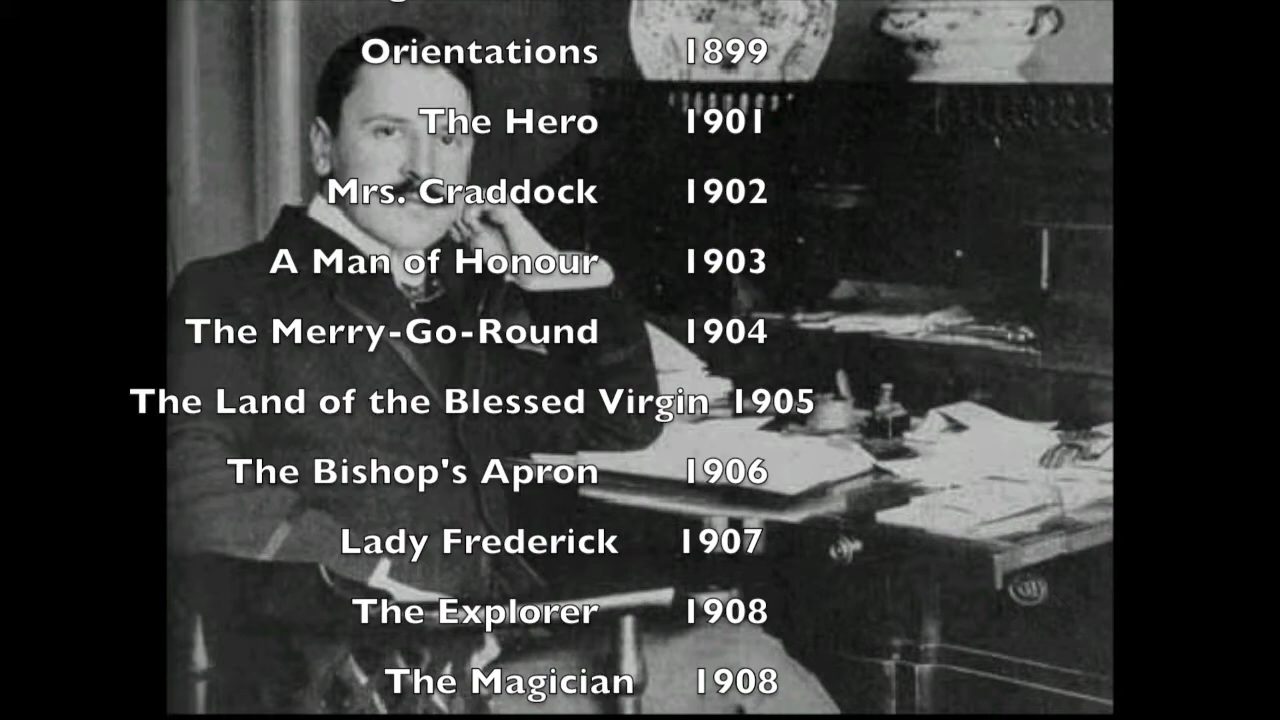 Orientations 1899
The Hero 1901
Mrs. Craddock 1902
A Man of Honour 1903
The Merry-Go-Round 1904
The Land of the Blessed Virgin 1905
The Bishop's Apron 1906
Lady Frederick 1907
The Explorer 1908
The Magician 1908